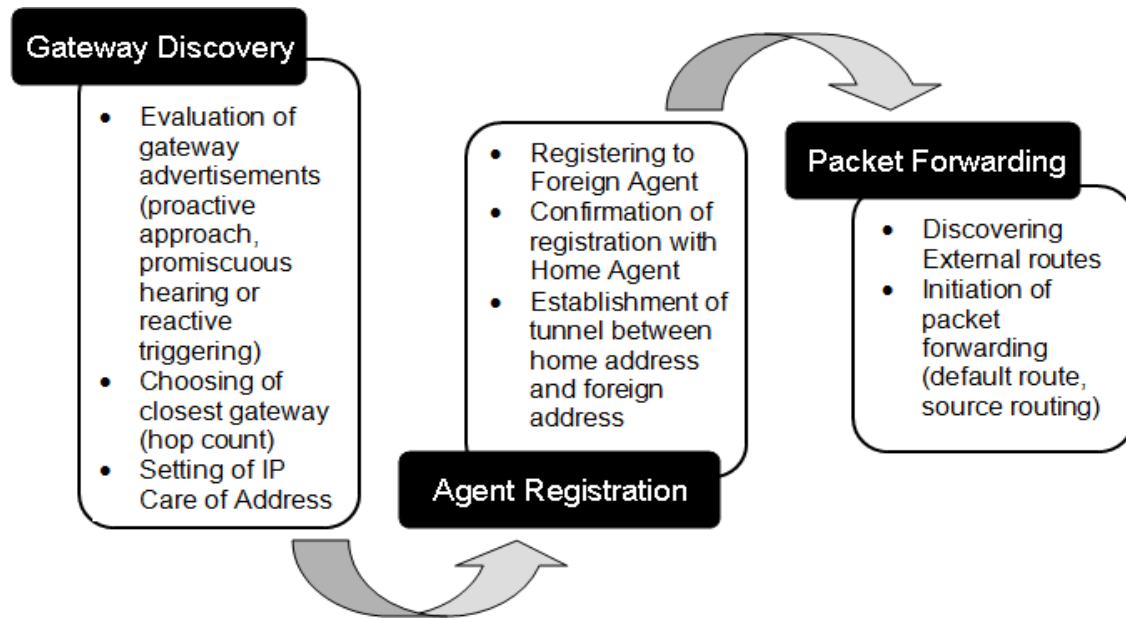 Gateway Discovery
• Evaluation of
gateway
advertisements
(proactive
approach,
promiscuous
hearing or
reactive
triggering)
• Choosing of
closest gateway
(hop count)
• Setting of IP
Care of Address
• Registering to
Foreign Agent
• Confirmation of
registration with
Home Agent
• Establishment of
tunnel between
home address
and foreign
address
Agent Registration
Packet Forwarding
• Discovering
External routes
• Initiation of
packet
forwarding
(default route,
source routing)